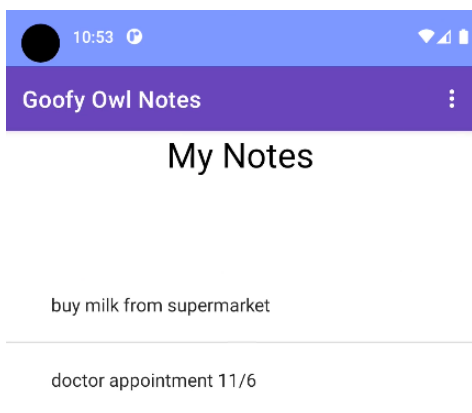 10:53
Goofy Owl Notes
My Notes
buy milk from supermarket
doctor appointment 11/6